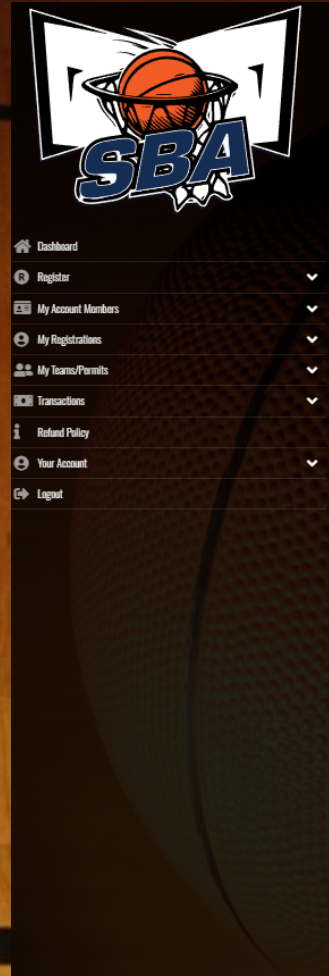 SBA
Dashboard
R Register
My Account Members
My Registrations
My Teams/Permits
Transactions
Refund Policy
Your Account
Logout